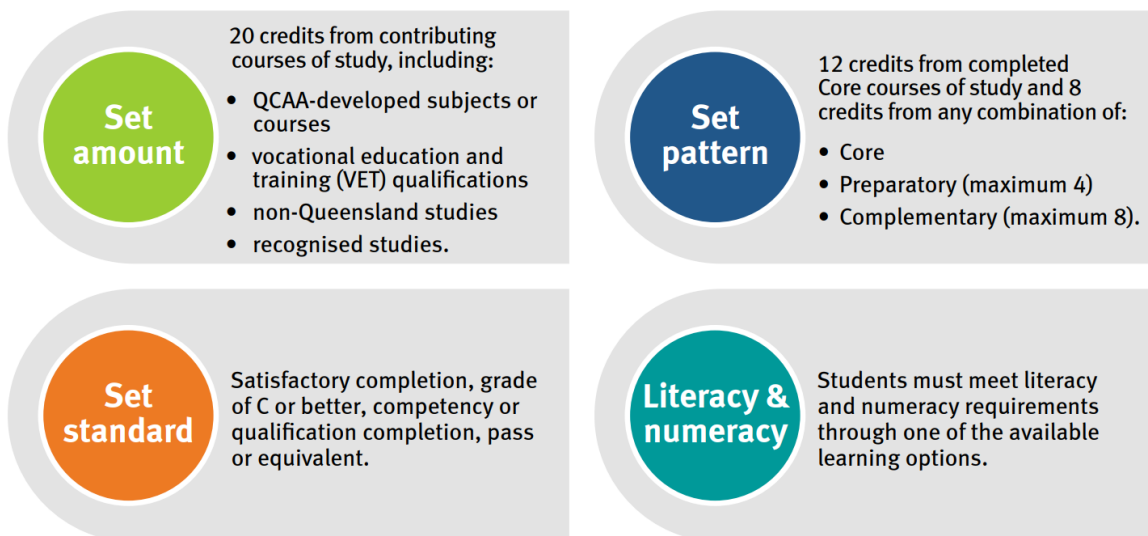 Set
amount
20 credits from contributing
courses of study, including:
• QCAA-developed subjects or
courses
• vocational education and
training (VET) qualifications
• non-Queensland studies
• recognised studies.
Set
pattern
12 credits from completed
Core courses of study and 8
credits from any combination of:
• Core
• Preparatory (maximum 4)
• Complementary (maximum 8).
Set
standard
Satisfactory completion, grade
of C or better, competency or
qualification completion, pass
or equivalent.
Literacy &
numeracy
Students must meet literacy
and numeracy requirements
through one of the available
learning options.